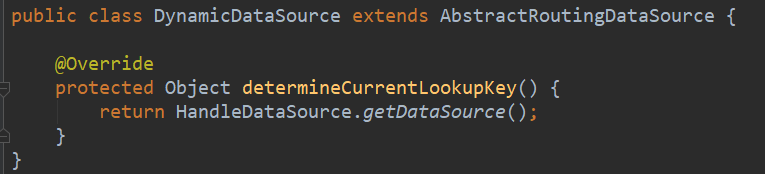 public class DynamicDataSource extends AbstractRoutingDataSource {
@Override
protected Object determineCurrentLookupKey() {
return HandleDataSource.getDataSource();
}
}